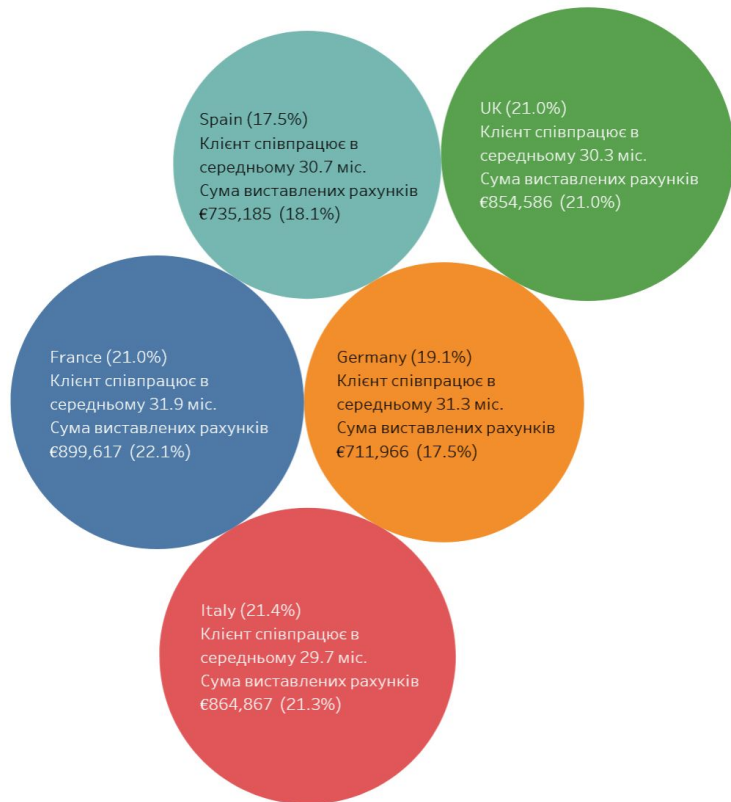 Spain (17.5%)
Клієнт співпрацює в
середньому 30.7 міс.
Сума виставлених рахунків
€735,185 (18.1%)
UK (21.0%)
Клієнт співпрацює в
середньому 30.3 міс.
Сума виставлених рахунків
€854,586 (21.0%)
France (21.0%)
Клієнт співпрацює в
середньому 31.9 міс.
Сума виставлених рахунків
€899,617 (22.1%)
Germany (19.1%)
Клієнт співпрацює в
середньому 31.3 міс.
Сума виставлених рахунків
€711,966 (17.5%)
Italy (21.4%)
Клієнт співпрацює в
середньому 29.7 міс.
Сума виставлених рахунків
€864,867 (21.3%)